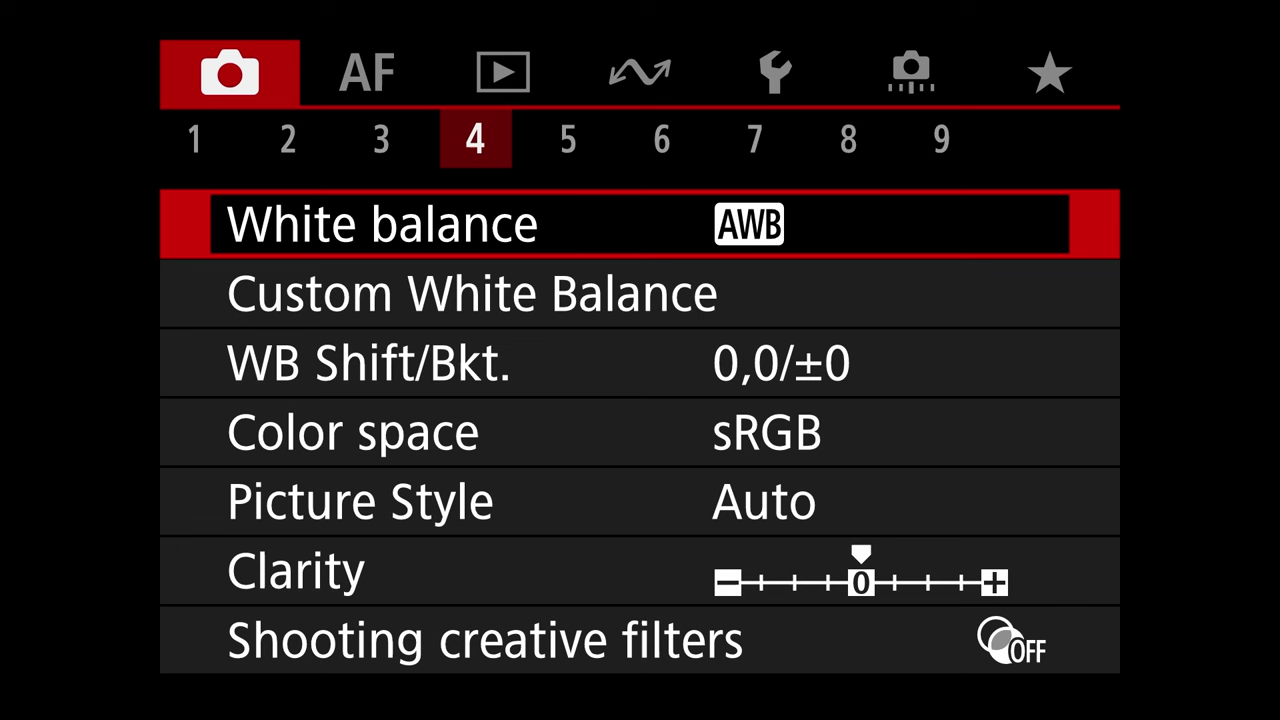 AF
1 2 3 4 5 6 7 8 9
White balance AWB
Custom White Balance
WB Shift/Bkt. 0,0/±0
Color space sRGB
Picture Style Auto
Clarity − 0 +
Shooting creative filters OFF